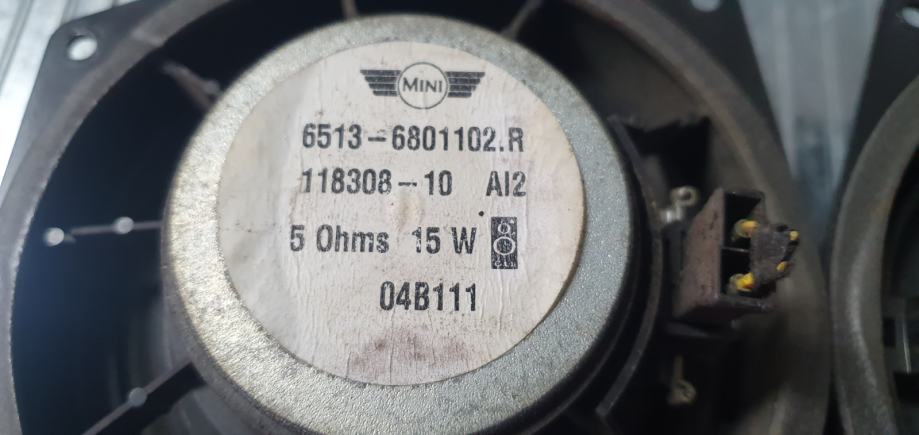 MINI
6513-6801102.R
118308-10 AI2
5 Ohms 15 W
04B111